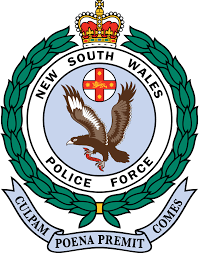 NEW SOUTH WALES
POLICE FORCE
CULPAM
POENA PREMIT
COMES